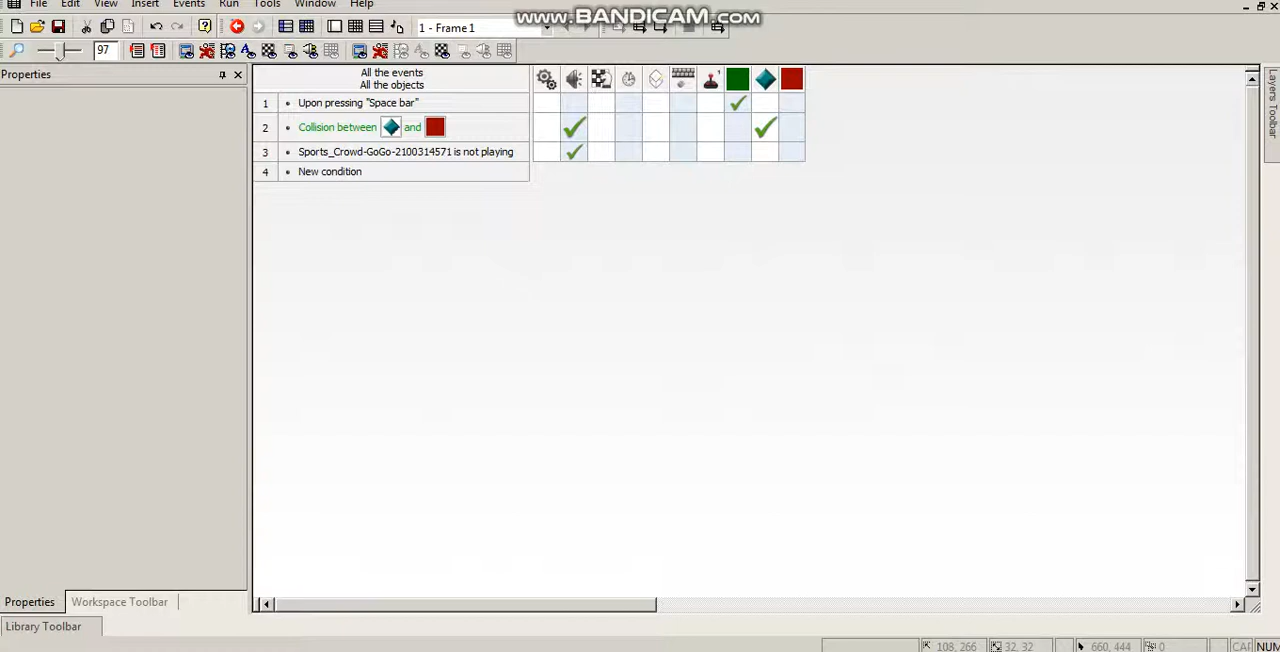 File Edit View Insert Events Run Tools Window Help
www.BANDICAM.com
1 - Frame 1
97
Properties
All the events
All the objects
1 • Upon pressing "Space bar"
2 • Collision between and
3 • Sports_Crowd-GoGo-2100314571 is not playing
4 • New condition
Layers Toolbar
Properties Workspace Toolbar
Library Toolbar
108, 266 32, 32 660, 444 0 CAP NUM